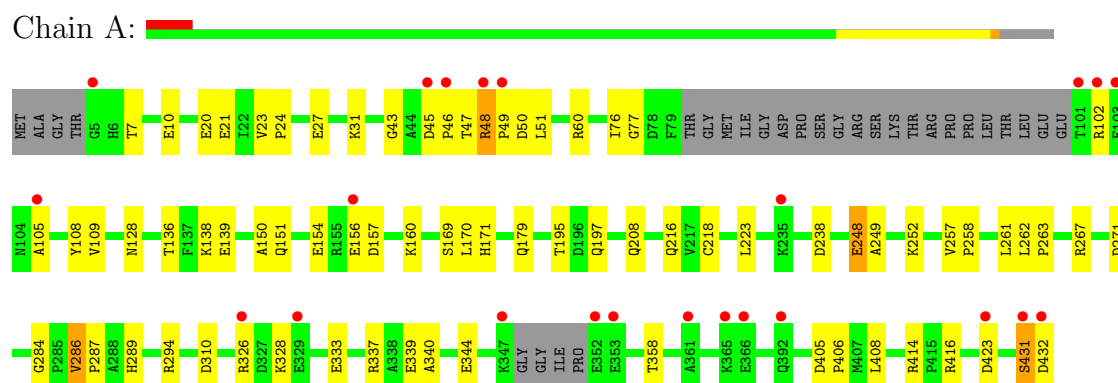 Chain A:
MET ALA GLY THR G5 H6 T7 E10 E20 E21 I22 V23 P24 E27 K31 G43 A44 D45 P46 T47 R48 P49 D50 L51 R60 I76 G77 D78 F79 THR GLY MET ILE GLY ASP PRO SER GLY ARG SER LYS THR ARG PRO PRO LEU THR LEU GLU GLU T101 R102
N104 A105 Y108 V109 N128 T136 F137 K138 E139 A150 Q151 E154 R155 E156 D157 K160 S169 L170 H171 Q179 T195 D196 Q197 Q208 Q216 V217 C218 L223 K235 D238 E248 A249 K252 V257 P258 L261 L262 P263 R267
G284 P285 V286 P287 A288 H289 R294 D310 R326 D327 K328 E329 E333 R337 A338 E339 A340 E344 K347 GLY GLY ILE PRO E352 E353 T358 A361 K365 E366 Q392 D405 P406 M407 L408 R414 P415 R416 D423 S431 D432